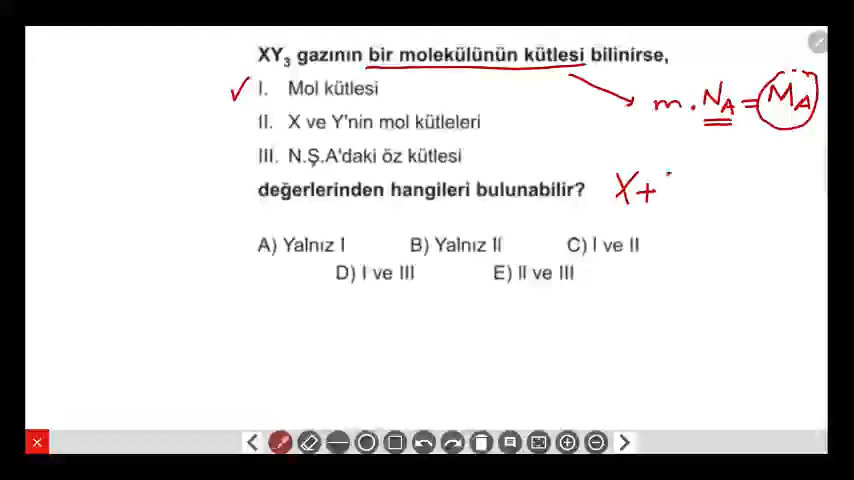 XY₃ gazının bir molekülünün kütlesi bilinirse,
✓ I. Mol kütlesi
m . NA = MA
II. X ve Y'nin mol kütleleri
III. N.Ş.A'daki öz kütlesi
değerlerinden hangileri bulunabilir?
X+
A) Yalnız I B) Yalnız II C) I ve II
D) I ve III E) II ve III